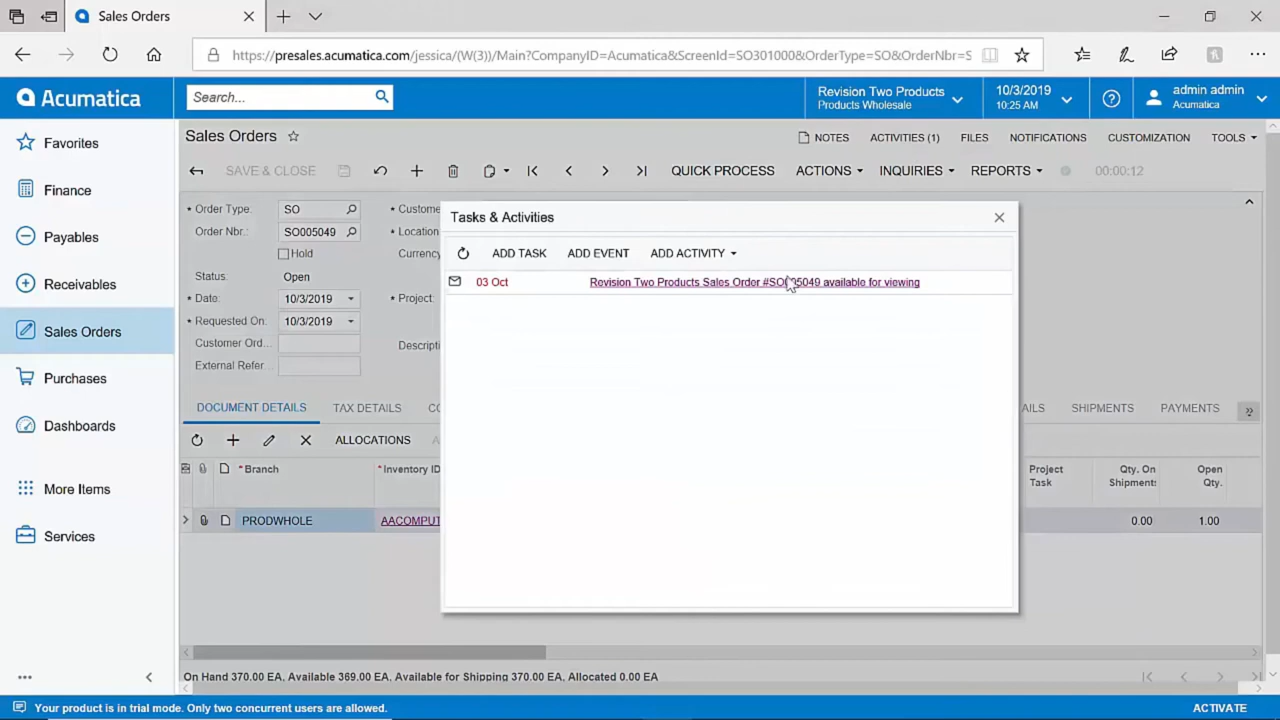 Sales Orders
https://presales.acumatica.com/jessica/(W(3))/Main?CompanyID=Acumatica&ScreenId=SO301000&OrderType=SO&OrderNbr=S
Acumatica
Search...
Revision Two Products
Products Wholesale
10/3/2019
10:25 AM
admin admin
Acumatica
Favorites
Finance
Payables
Receivables
Sales Orders
Purchases
Dashboards
More Items
Services
Sales Orders
NOTES ACTIVITIES (1) FILES NOTIFICATIONS CUSTOMIZATION TOOLS
SAVE & CLOSE QUICK PROCESS ACTIONS INQUIRIES REPORTS 00:00:12
* Order Type: SO * Custome
Order Nbr.: SO005049 * Location
Hold Currency
Status: Open
* Date: 10/3/2019 * Project:
* Requested On: 10/3/2019
Customer Ord... Descripti
External Refer...
Tasks & Activities
ADD TASK ADD EVENT ADD ACTIVITY
03 Oct Revision Two Products Sales Order #SO005049 available for viewing
DOCUMENT DETAILS TAX DETAILS CO AILS SHIPMENTS PAYMENTS
ALLOCATIONS A
* Branch * Inventory ID Project Task Qty. On Shipments Open Qty.
PRODWHOLE AACOMPUT 0.00 1.00
On Hand 370.00 EA, Available 369.00 EA, Available for Shipping 370.00 EA, Allocated 0.00 EA
Your product is in trial mode. Only two concurrent users are allowed. ACTIVATE